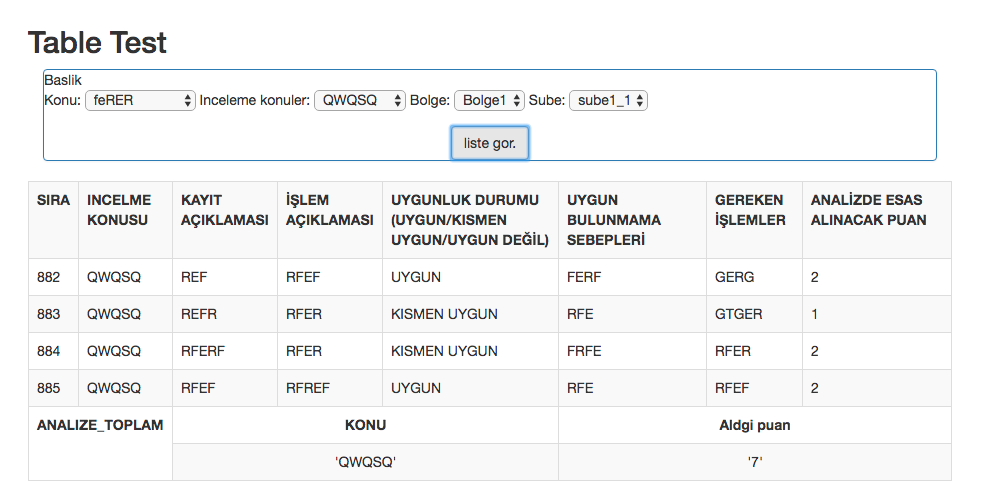 Table Test
Baslik
Konu: feRER Inceleme konuler: QWQSQ Bolge: Bolge1 Sube: sube1_1
liste gor.
SIRA INCELME KONUSU KAYIT AÇIKLAMASI İŞLEM AÇIKLAMASI UYGUNLUK DURUMU (UYGUN/KISMEN UYGUN/UYGUN DEĞİL) UYGUN BULUNMAMA SEBEPLERİ GEREKEN İŞLEMLER ANALİZDE ESAS ALINACAK PUAN
882 QWQSQ REF RFEF UYGUN FERF GERG 2
883 QWQSQ REFR RFER KISMEN UYGUN RFE GTGER 1
884 QWQSQ RFERF RFER KISMEN UYGUN FRFE RFER 2
885 QWQSQ RFEF RFREF UYGUN RFE RFEF 2
ANALIZE_TOPLAM KONU Aldgi puan
'QWQSQ' '7'